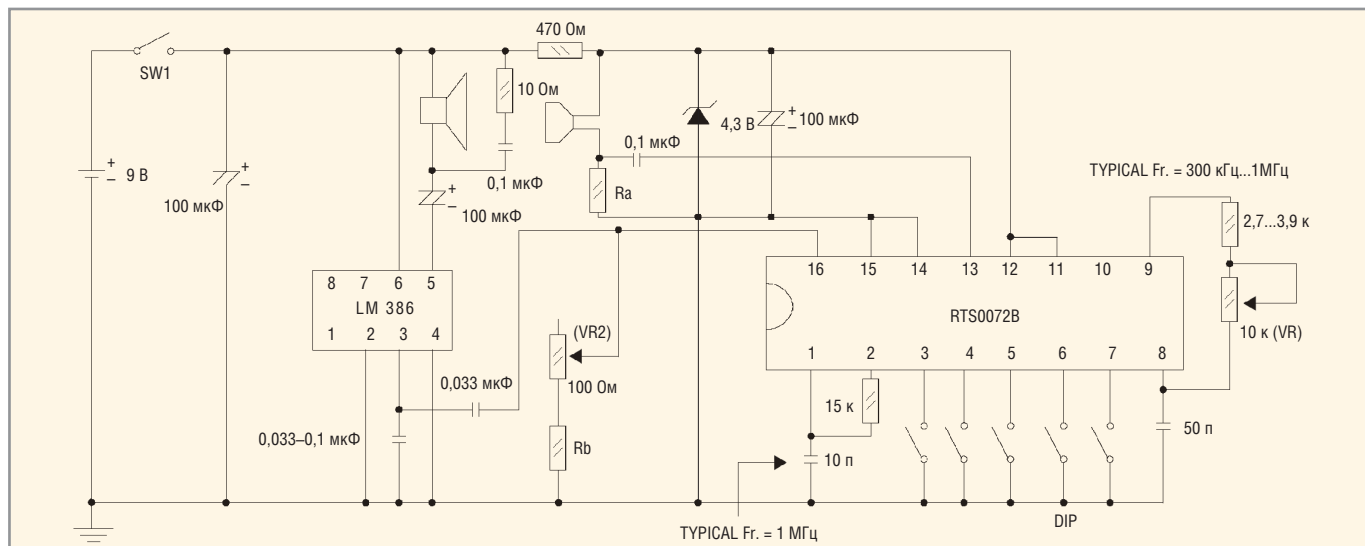 470 Ом
SW1
10 Ом
4,3 В
100 мкФ
0,1 мкФ
TYPICAL Fr. = 300 кГц...1МГц
+
–
9 В
+
–
100 мкФ
0,1 мкФ
Ra
+
–
+
–
100 мкФ
2,7...3,9 к
16 15 14 13 12 11 10 9
8 7 6 5
LM 386
1 2 3 4
RTS0072B
10 к (VR)
(VR2)
100 Ом
1 2 3 4 5 6 7 8
0,033 мкФ
15 к
0,033–0,1 мкФ
Rb
10 п
50 п
DIP
TYPICAL Fr. = 1 МГц